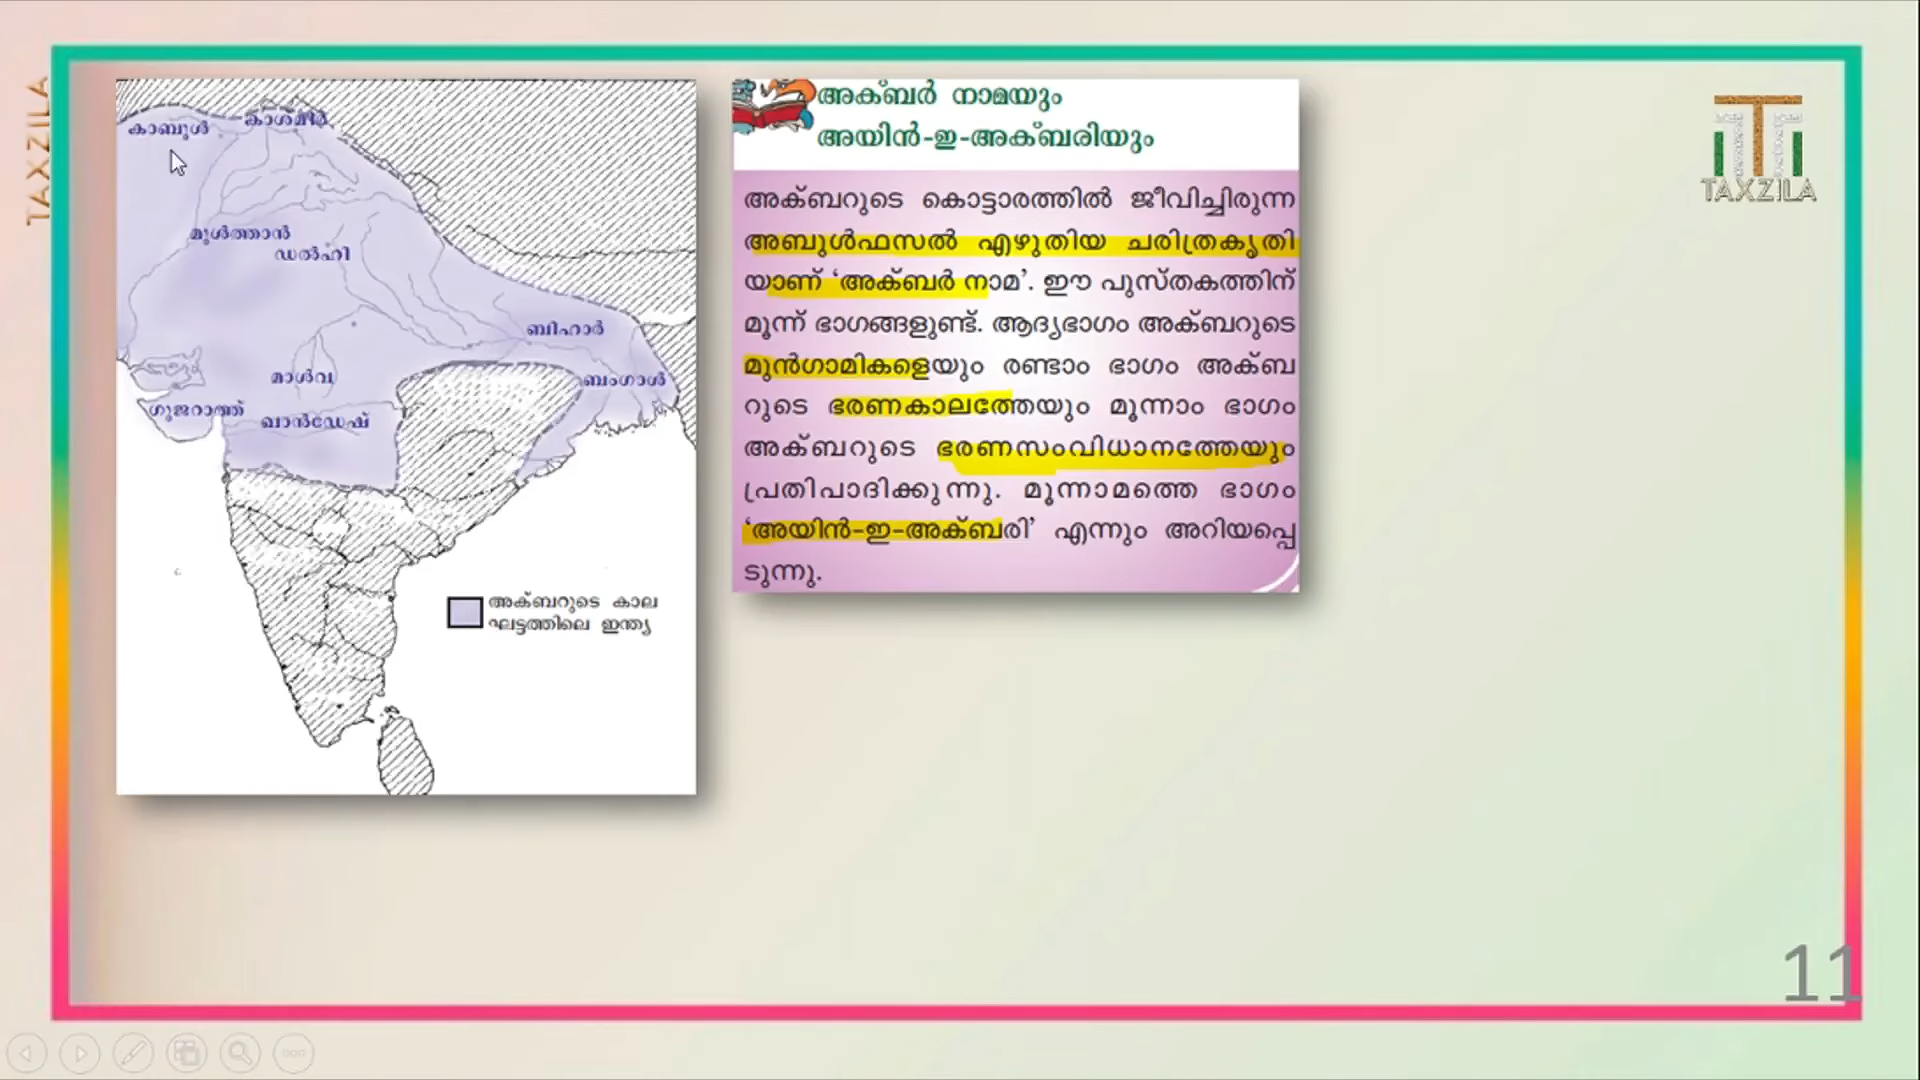 TAXZILA
കാബൂൾ
കാശ്മീർ
മുൾത്താൻ
ഡൽഹി
ബിഹാർ
മാൾവ
ബംഗാൾ
ഗുജറാത്ത്
ഖാൻഡേഷ്
അക്ബറുടെ കാല
ഘട്ടത്തിലെ ഇന്ത്യ
അക്ബർ നാമയും
അയിൻ-ഇ-അക്ബരിയും
അക്ബറുടെ കൊട്ടാരത്തിൽ ജീവിച്ചിരുന്ന
അബുൾഫസൽ എഴുതിയ ചരിത്രകൃതി
യാണ് ‘അക്ബർ നാമ’. ഈ പുസ്തകത്തിന്
മൂന്ന് ഭാഗങ്ങളുണ്ട്. ആദ്യഭാഗം അക്ബറുടെ
മുൻഗാമികളെയും രണ്ടാം ഭാഗം അക്ബ
റുടെ ഭരണകാലത്തേയും മൂന്നാം ഭാഗം
അക്ബറുടെ ഭരണസംവിധാനത്തേയും
പ്രതിപാദിക്കുന്നു. മൂന്നാമത്തെ ഭാഗം
‘അയിൻ-ഇ-അക്ബരി’ എന്നും അറിയപ്പെ
ടുന്നു.
TAXZILA
11